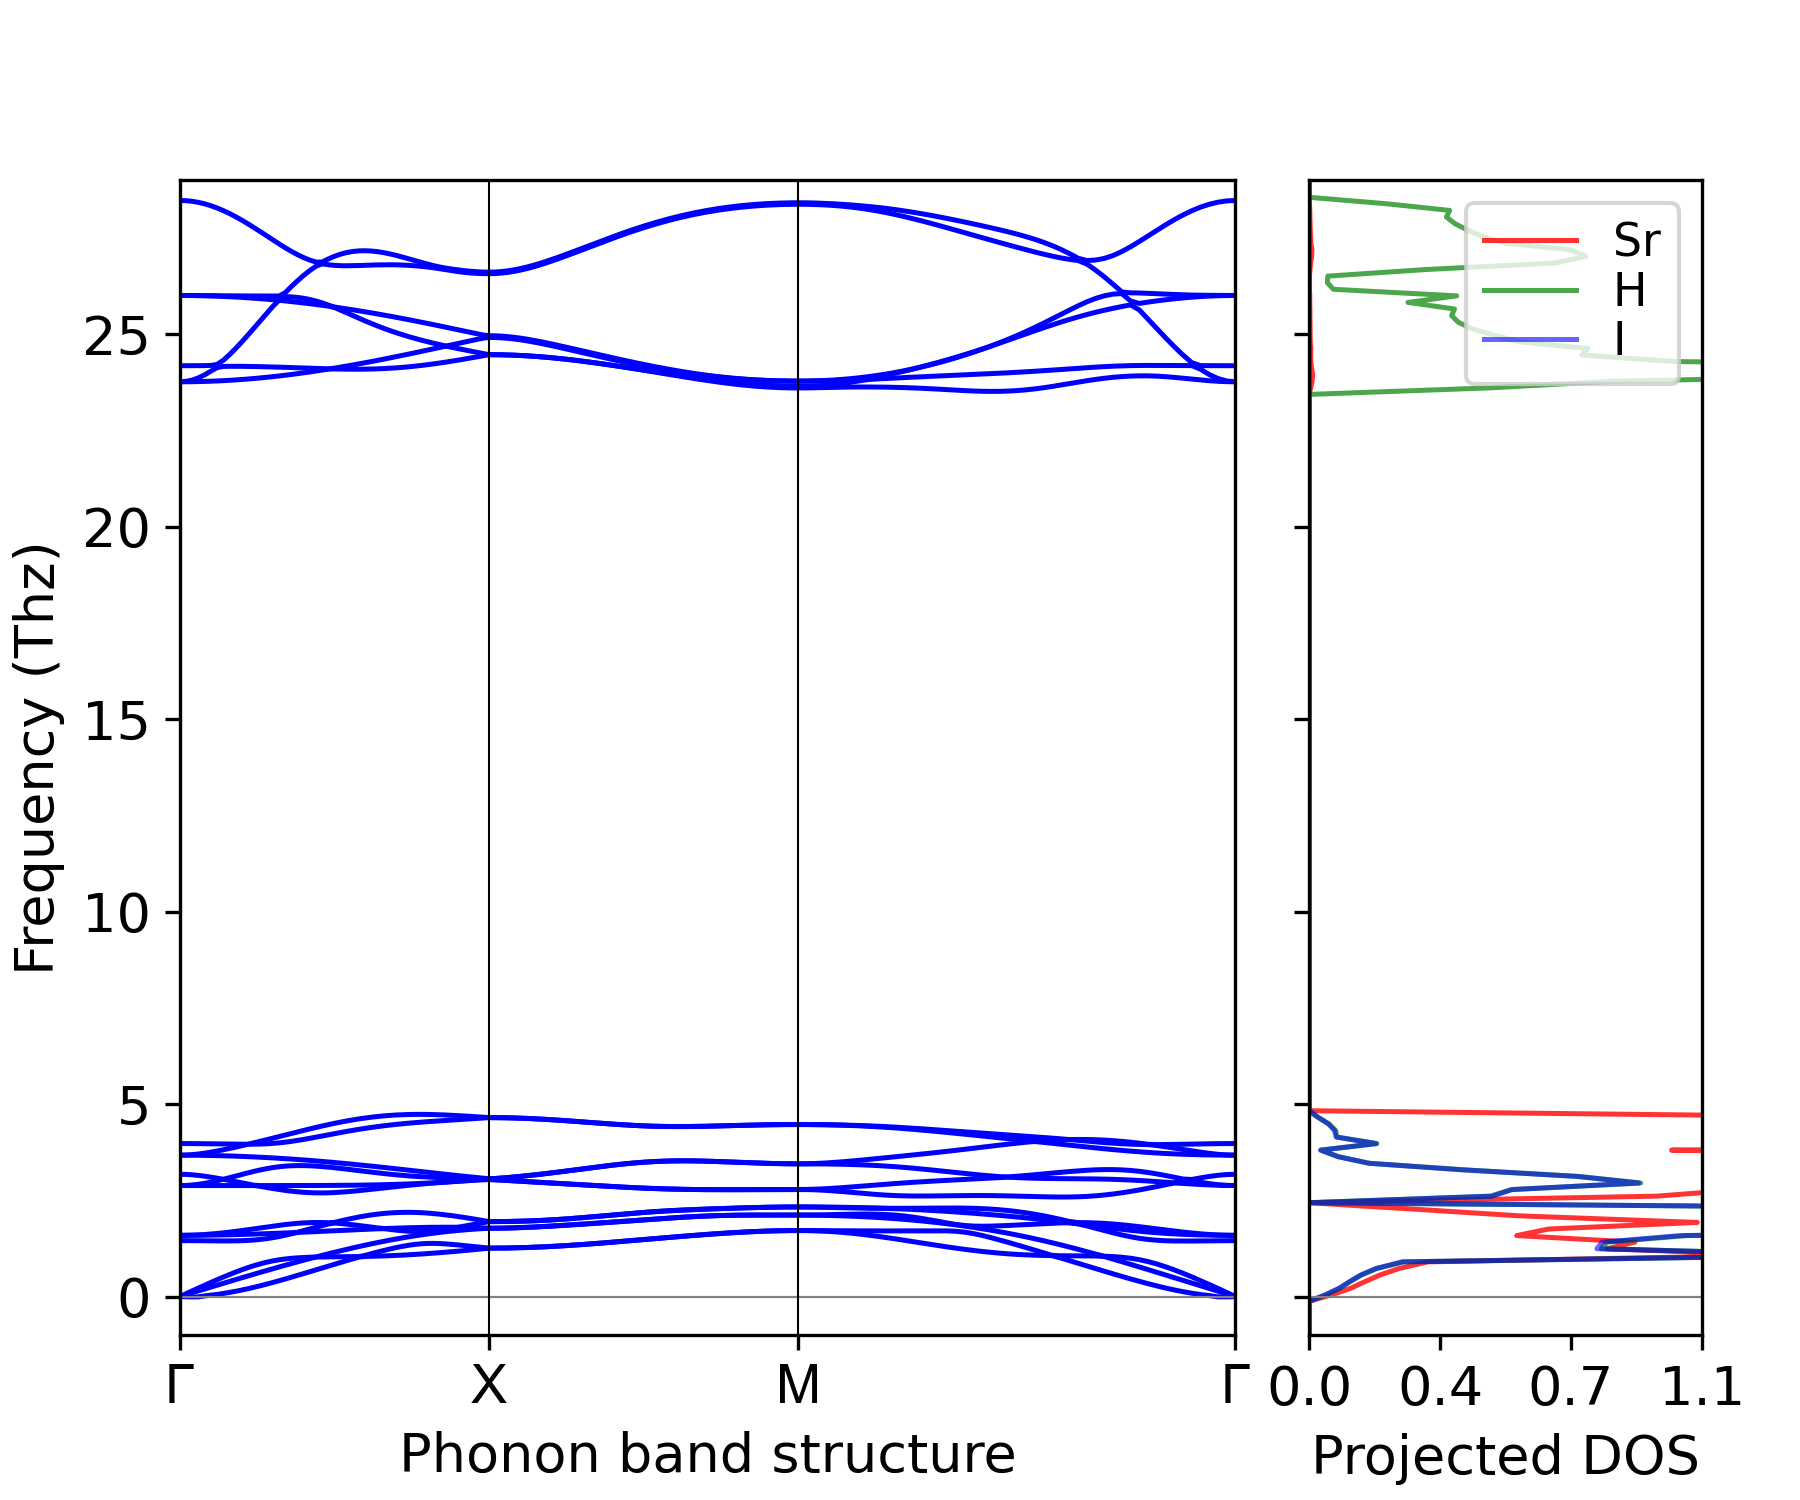 Frequency (Thz)
25
20
15
10
5
0
Γ X M Γ
Phonon band structure
Sr
H
I
0.0 0.4 0.7 1.1
Projected DOS